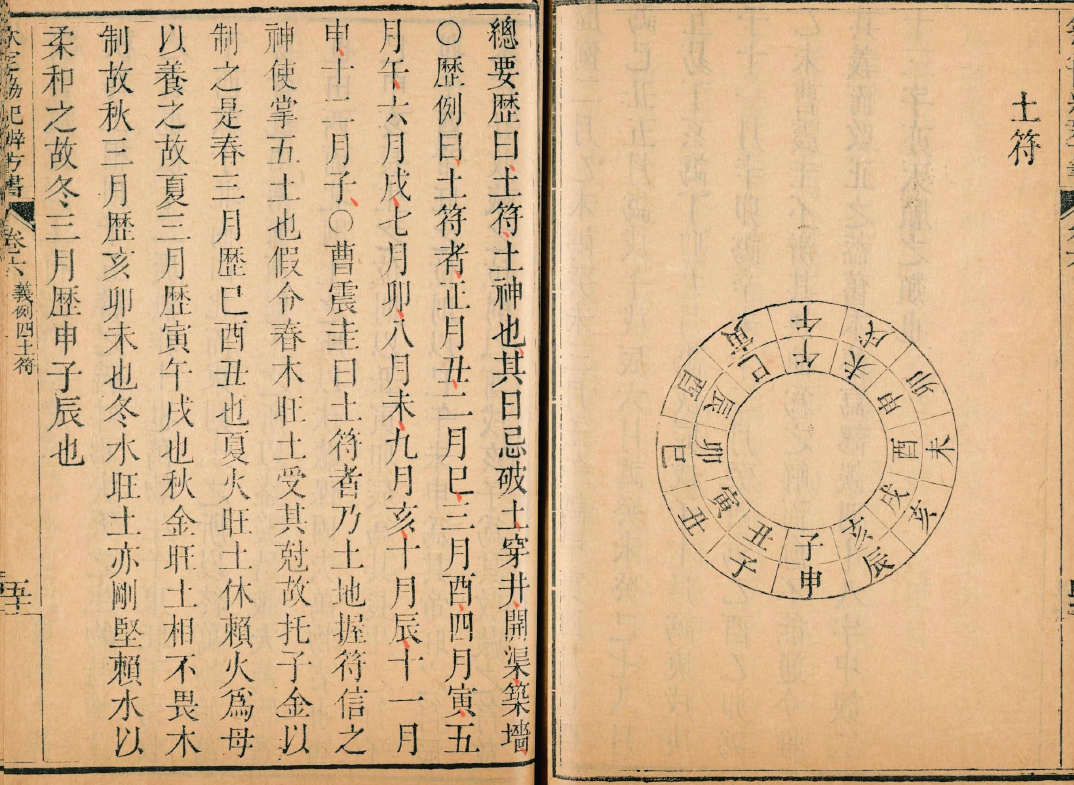 土符
午戌卯未亥辰申子丑巳酉寅
午未申酉戌亥子丑寅卯辰巳
總要歴曰土符土神也其日忌破土穿井開渠築墻
〇歴例曰土符者正月丑二月巳三月酉四月寅五
月午六月戌七月卯八月未九月亥十月辰十一月
申十二月子〇曹震圭曰土符者乃土地握符信之
神使掌五土也假令春木旺土受其尅故托子金以
制之是春三月歴巳酉丑也夏火旺土休賴火爲母
以養之故夏三月歴寅午戌也秋金旺土相不畏木
制故秋三月歴亥卯未也冬水旺土亦剛堅賴水以
柔和之故冬三月歴申子辰也
欽定協紀辨方書
卷六 義例四土符